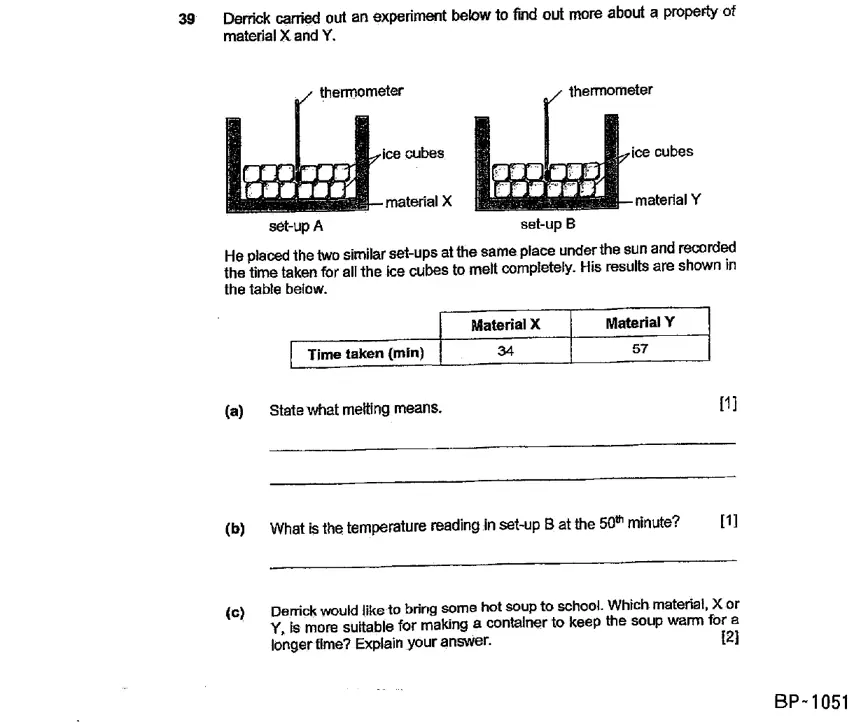 39 Derrick carried out an experiment below to find out more about a property of
material X and Y.
thermometer
thermometer
ice cubes
ice cubes
material X
material Y
set-up A
set-up B
He placed the two similar set-ups at the same place under the sun and recorded
the time taken for all the ice cubes to melt completely. His results are shown in
the table below.
Material X Material Y
Time taken (min) 34 57
(a) State what melting means. [1]
(b) What is the temperature reading in set-up B at the 50th minute? [1]
(c) Derrick would like to bring some hot soup to school. Which material, X or
Y, is more suitable for making a container to keep the soup warm for a
longer time? Explain your answer. [2]
BP-1051